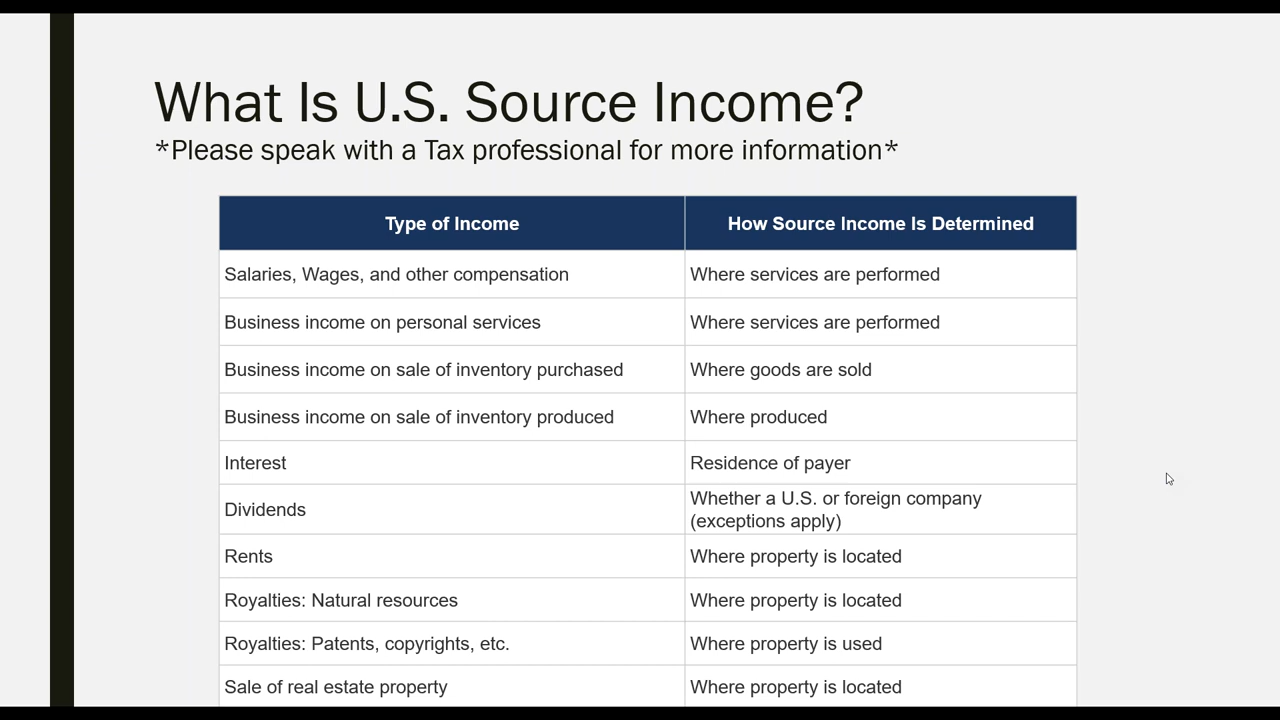 What Is U.S. Source Income?
*Please speak with a Tax professional for more information*
Type of Income How Source Income Is Determined
Salaries, Wages, and other compensation Where services are performed
Business income on personal services Where services are performed
Business income on sale of inventory purchased Where goods are sold
Business income on sale of inventory produced Where produced
Interest Residence of payer
Dividends Whether a U.S. or foreign company
(exceptions apply)
Rents Where property is located
Royalties: Natural resources Where property is located
Royalties: Patents, copyrights, etc. Where property is used
Sale of real estate property Where property is located